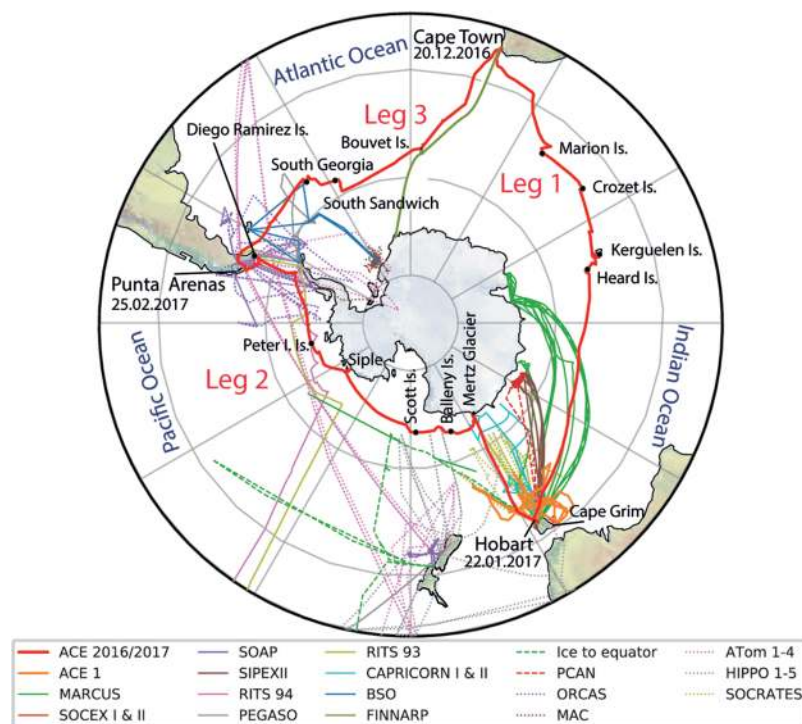 Cape Town
20.12.2016
Atlantic Ocean
Leg 3
Diego Ramirez Is.
Bouvet Is.
Marion Is.
South Georgia
Leg 1
Crozet Is.
South Sandwich
Kerguelen Is.
Heard Is.
Punta Arenas
25.02.2017
Peter I. Is.
Siple
Leg 2
Scott Is.
Balleny Is.
Mertz Glacier
Pacific Ocean
Indian Ocean
Cape Grim
Hobart
22.01.2017
ACE 2016/2017
ACE 1
MARCUS
SOCEX I & II
SOAP
SIPEXII
RITS 94
PEGASO
RITS 93
CAPRICORN I & II
BSO
FINNARP
Ice to equator
PCAN
ORCAS
MAC
ATom 1-4
HIPPO 1-5
SOCRATES